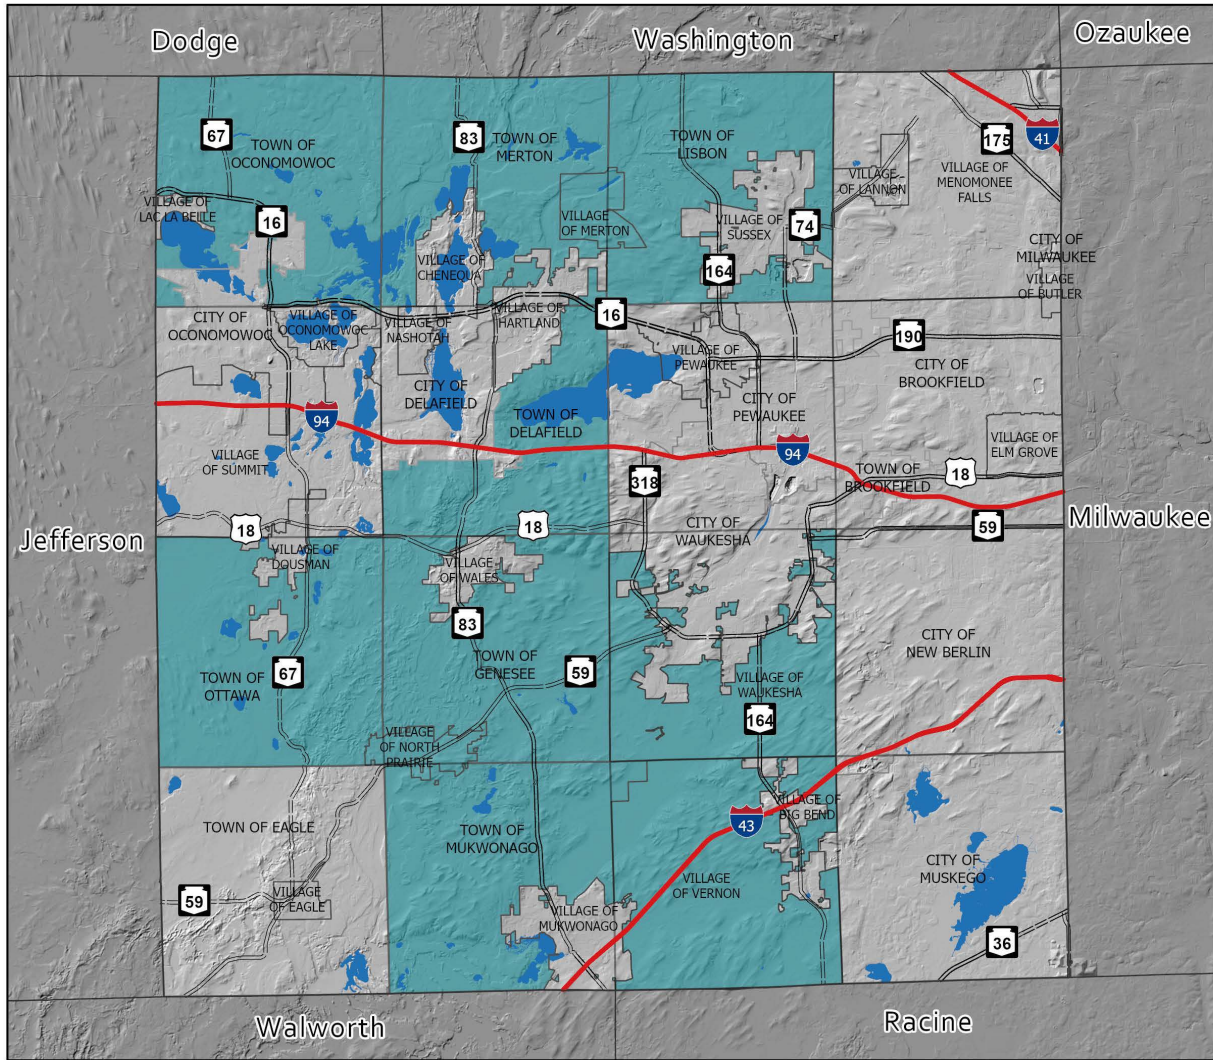 Dodge
Washington
Ozaukee
67
TOWN OF
OCONOMOWOC
83
TOWN OF
MERTON
TOWN OF
LISBON
175
41
VILLAGE
OF LANNON
VILLAGE OF
MENOMONEE
FALLS
VILLAGE OF
LAC LA BELLE
16
VILLAGE
OF MERTON
VILLAGE OF
SUSSEX
74
VILLAGE OF
CHENEQUA
164
CITY OF
MILWAUKEE
VILLAGE
OF BUTLER
CITY OF
OCONOMOWOC
VILLAGE OF
OCONOMOWOC
LAKE
VILLAGE OF
NASHOTAH
VILLAGE OF
HARTLAND
16
VILLAGE OF
PEWAUKEE
190
CITY OF
BROOKFIELD
CITY OF
DELAFIELD
TOWN OF
DELAFIELD
CITY OF
PEWAUKEE
94
VILLAGE OF
ELM GROVE
94
VILLAGE
OF SUMMIT
318
TOWN OF
BROOKFIELD
18
Jefferson
18
18
CITY OF
WAUKESHA
59
Milwaukee
VILLAGE OF
DOUSMAN
VILLAGE
OF WALES
83
CITY OF
NEW BERLIN
TOWN OF
OTTAWA
67
TOWN OF
GENESEE
59
VILLAGE OF
WAUKESHA
164
VILLAGE
OF NORTH
PRAIRIE
TOWN OF EAGLE
TOWN OF
MUKWONAGO
43
VILLAGE OF
BIG BEND
59
VILLAGE
OF EAGLE
VILLAGE OF
MUKWONAGO
VILLAGE
OF VERNON
CITY OF
MUSKEGO
36
Walworth
Racine